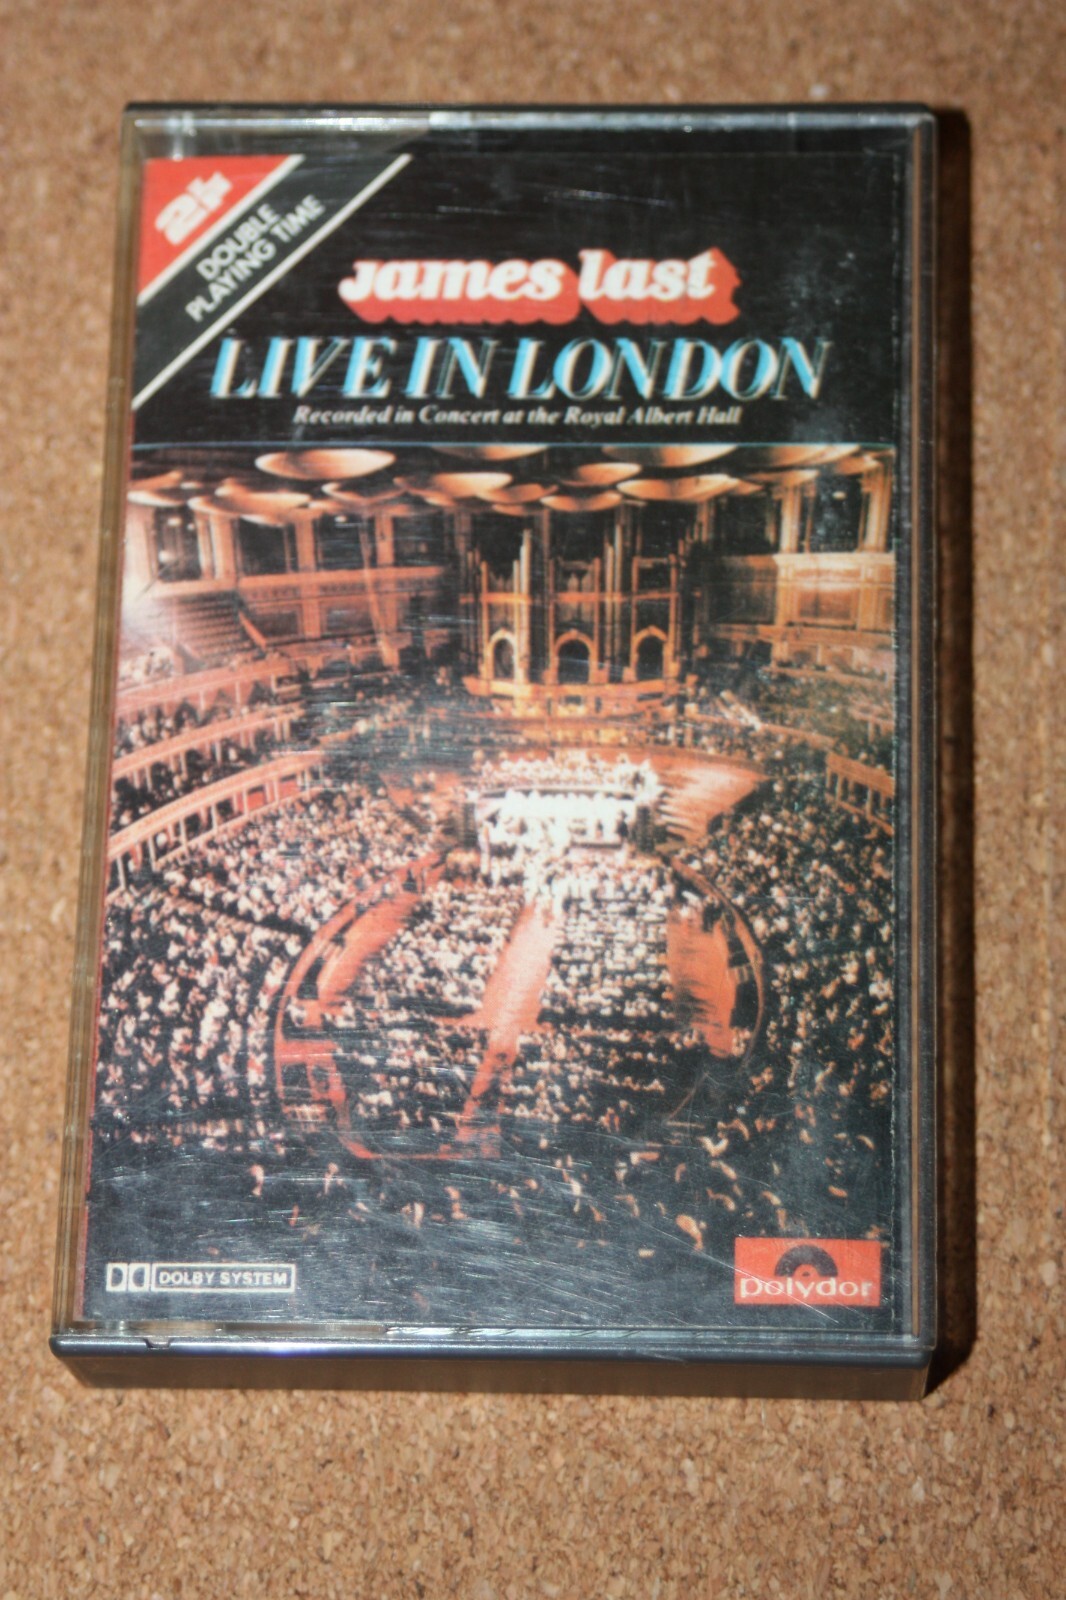 2
DOUBLE
PLAYING TIME
James last
LIVE IN LONDON
Recorded in Concert at the Royal Albert Hall
DOLBY SYSTEM
polydor